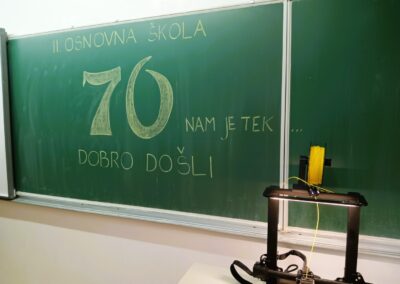 II OSNOVNA ŠKOLA
70 NAM JE TEK ...
DOBRO DOŠLI